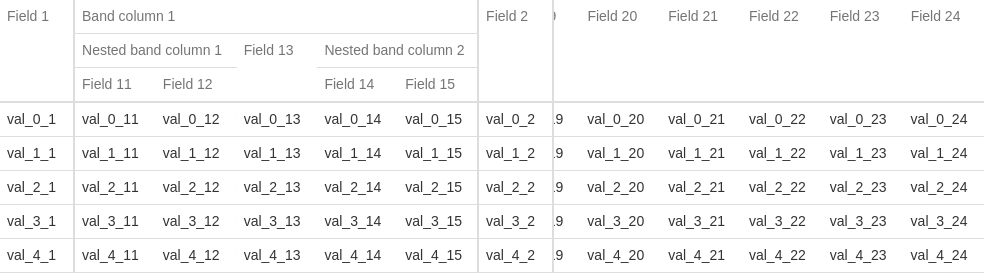 Field 1 Band column 1 Field 2 Field 20 Field 21 Field 22 Field 23 Field 24
Nested band column 1 Field 13 Nested band column 2
Field 11 Field 12 Field 14 Field 15
val_0_1 val_0_11 val_0_12 val_0_13 val_0_14 val_0_15 val_0_2 .9 val_0_20 val_0_21 val_0_22 val_0_23 val_0_24
val_1_1 val_1_11 val_1_12 val_1_13 val_1_14 val_1_15 val_1_2 .9 val_1_20 val_1_21 val_1_22 val_1_23 val_1_24
val_2_1 val_2_11 val_2_12 val_2_13 val_2_14 val_2_15 val_2_2 .9 val_2_20 val_2_21 val_2_22 val_2_23 val_2_24
val_3_1 val_3_11 val_3_12 val_3_13 val_3_14 val_3_15 val_3_2 .9 val_3_20 val_3_21 val_3_22 val_3_23 val_3_24
val_4_1 val_4_11 val_4_12 val_4_13 val_4_14 val_4_15 val_4_2 .9 val_4_20 val_4_21 val_4_22 val_4_23 val_4_24